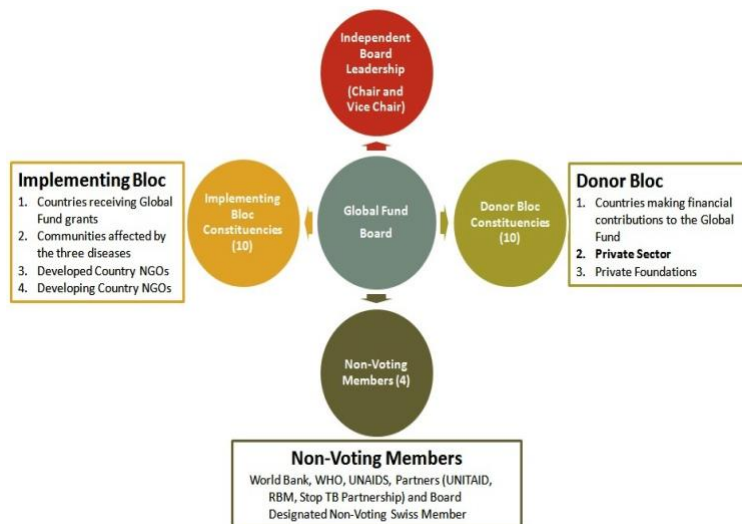 Independent
Board
Leadership
(Chair and
Vice Chair)
Implementing Bloc
1. Countries receiving Global
Fund grants
2. Communities affected by
the three diseases
3. Developed Country NGOs
4. Developing Country NGOs
Implementing
Bloc
Constituencies
(10)
Global Fund
Board
Donor Bloc
Constituencies
(10)
Donor Bloc
1. Countries making financial
contributions to the Global
Fund
2. Private Sector
3. Private Foundations
Non-Voting
Members (4)
Non-Voting Members
World Bank, WHO, UNAIDS, Partners (UNITAID,
RBM, Stop TB Partnership) and Board
Designated Non-Voting Swiss Member